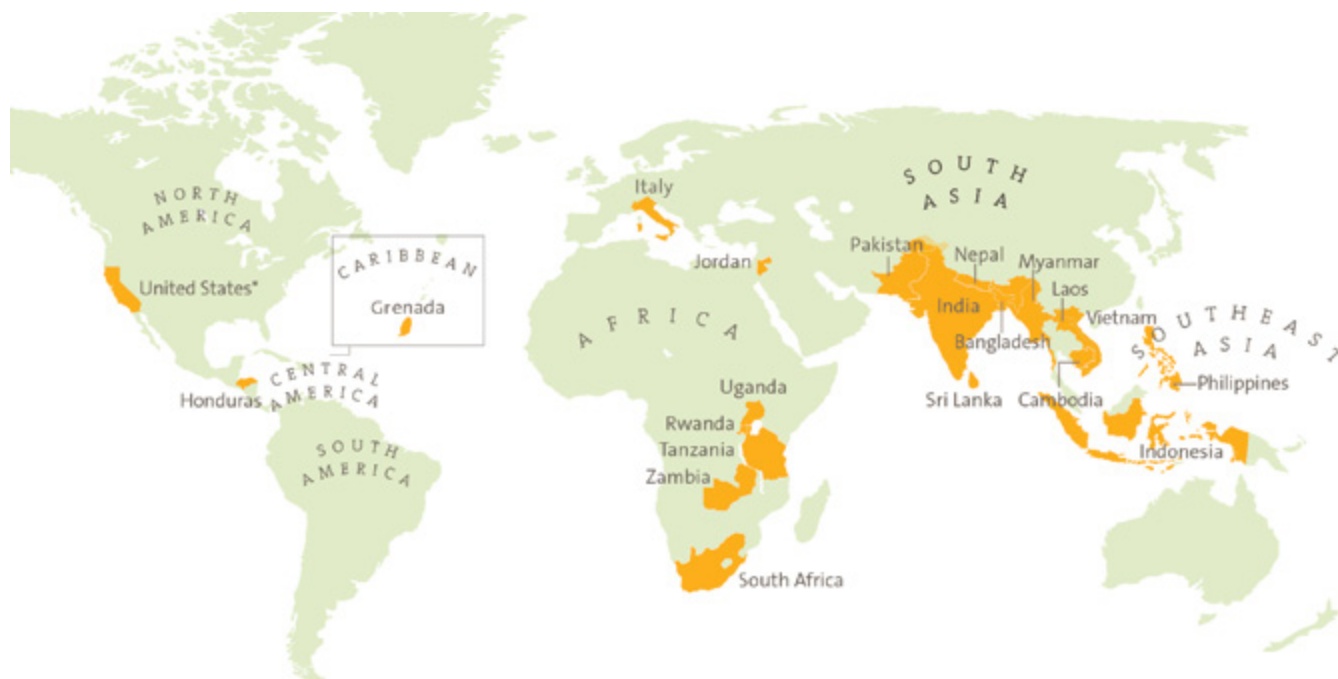 NORTH
AMERICA
United States*
CARIBBEAN
Grenada
Honduras
CENTRAL
AMERICA
SOUTH
AMERICA
Italy
Jordan
AFRICA
Uganda
Rwanda
Tanzania
Zambia
South Africa
SOUTH
ASIA
Pakistan
Nepal
Myanmar
Laos
India
Vietnam
Bangladesh
SOUTHEAST
ASIA
Sri Lanka
Cambodia
Philippines
Indonesia